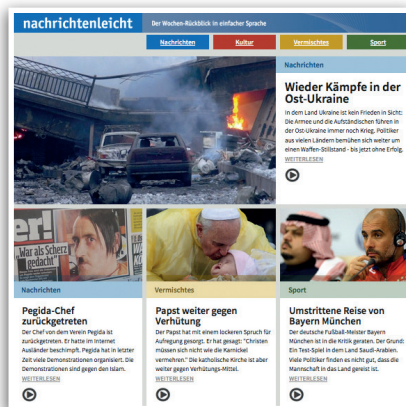 nachrichtenleicht
Der Wochen-Rückblick in einfacher Sprache
Nachrichten
Kultur
Vermischtes
Sport
Nachrichten
Wieder Kämpfe in der
Ost-Ukraine
In dem Land Ukraine ist kein Frieden in Sicht:
Die Armee und die Aufständischen führen in
der Ost-Ukraine immer noch Krieg. Politiker
aus vielen Ländern bemühen sich weiter um
einen Waffen-Stillstand - bis jetzt ohne Erfolg.
WEITERLESEN
er!
„War als Scherz
gedacht"
Nachrichten
Pegida-Chef
zurückgetreten
Der Chef von dem Verein Pegida ist
zurückgetreten. Er hatte im Internet
Ausländer beschimpft. Pegida hat in letzter
Zeit viele Demonstrationen organisiert. Die
Demonstrationen sind gegen den Islam.
WEITERLESEN
Vermischtes
Papst weiter gegen
Verhütung
Der Papst hat mit einem lockeren Spruch für
Aufregung gesorgt. Er hat gesagt: "Christen
müssen sich nicht wie die Karnickel
vermehren." Die katholische Kirche ist aber
weiter gegen Verhütungs-Mittel.
WEITERLESEN
Sport
Umstrittene Reise von
Bayern München
Der deutsche Fußball-Meister Bayern
München ist in die Kritik geraten. Der Grund:
Ein Test-Spiel in dem Land Saudi-Arabien.
Viele Politiker finden es nicht gut, dass die
Mannschaft in das Land gereist ist.
WEITERLESEN